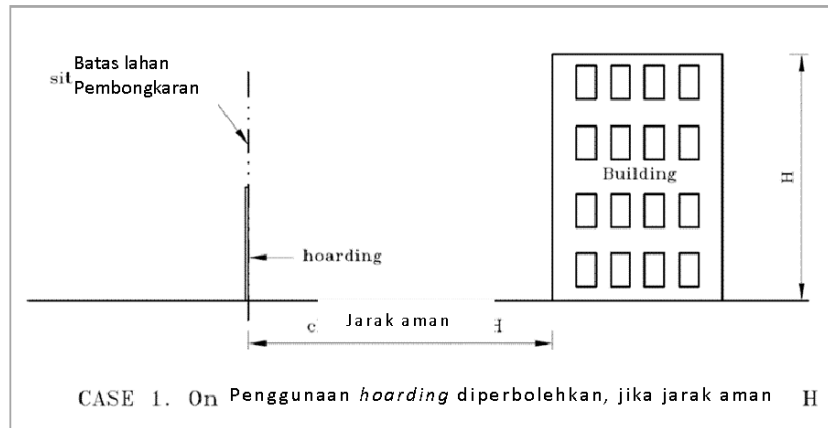 Batas lahan
sit Pembongkaran
Building
H
hoarding
c Jarak aman H
CASE 1. On Penggunaan hoarding diperbolehkan, jika jarak aman H